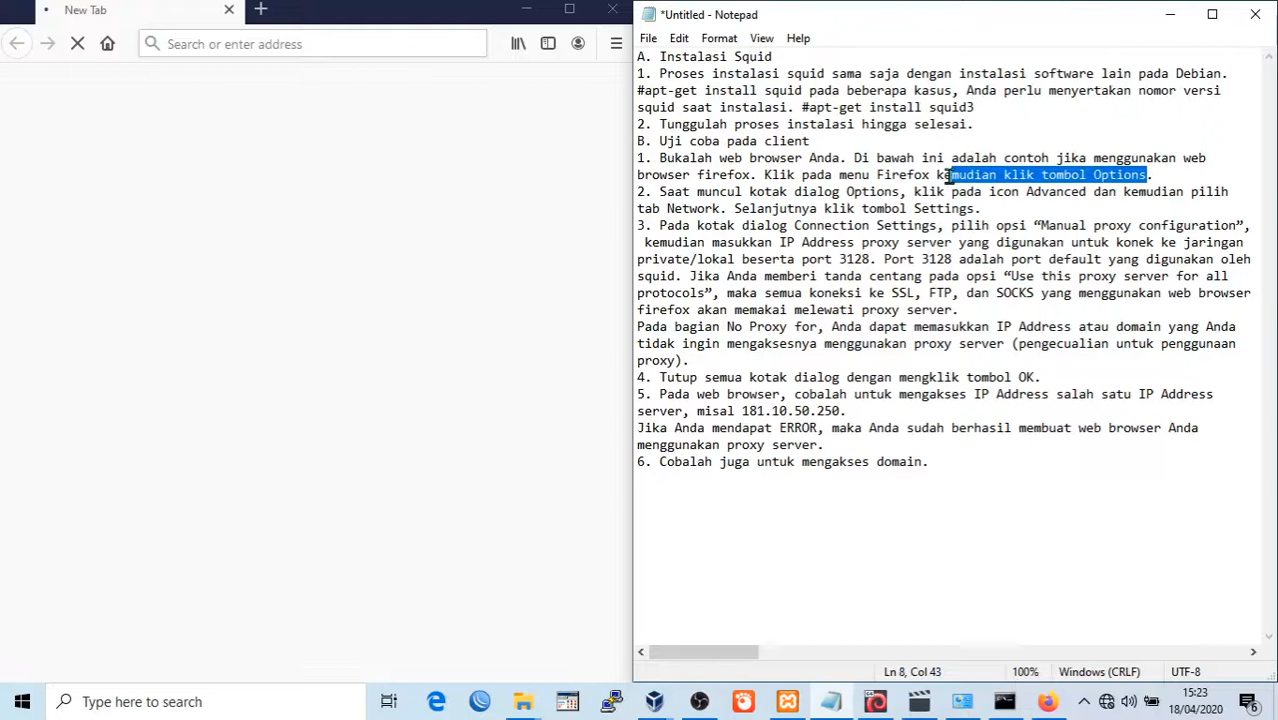 New Tab
Search or enter address
*Untitled - Notepad
File Edit Format View Help
A. Instalasi Squid
1. Proses instalasi squid sama saja dengan instalasi software lain pada Debian.
#apt-get install squid pada beberapa kasus, Anda perlu menyertakan nomor versi
squid saat instalasi. #apt-get install squid3
2. Tunggulah proses instalasi hingga selesai.
B. Uji coba pada client
1. Bukalah web browser Anda. Di bawah ini adalah contoh jika menggunakan web
browser firefox. Klik pada menu Firefox kemudian klik tombol Options.
2. Saat muncul kotak dialog Options, klik pada icon Advanced dan kemudian pilih
tab Network. Selanjutnya klik tombol Settings.
3. Pada kotak dialog Connection Settings, pilih opsi “Manual proxy configuration”,
kemudian masukkan IP Address proxy server yang digunakan untuk konek ke jaringan
private/lokal beserta port 3128. Port 3128 adalah port default yang digunakan oleh
squid. Jika Anda memberi tanda centang pada opsi “Use this proxy server for all
protocols”, maka semua koneksi ke SSL, FTP, dan SOCKS yang menggunakan web browser
firefox akan memakai melewati proxy server.
Pada bagian No Proxy for, Anda dapat memasukkan IP Address atau domain yang Anda
tidak ingin mengaksesnya menggunakan proxy server (pengecualian untuk penggunaan
proxy).
4. Tutup semua kotak dialog dengan mengklik tombol OK.
5. Pada web browser, cobalah untuk mengakses IP Address salah satu IP Address
server, misal 181.10.50.250.
Jika Anda mendapat ERROR, maka Anda sudah berhasil membuat web browser Anda
menggunakan proxy server.
6. Cobalah juga untuk mengakses domain.
Ln 8, Col 43 100% Windows (CRLF) UTF-8
Type here to search
15:23
18/04/2020
6